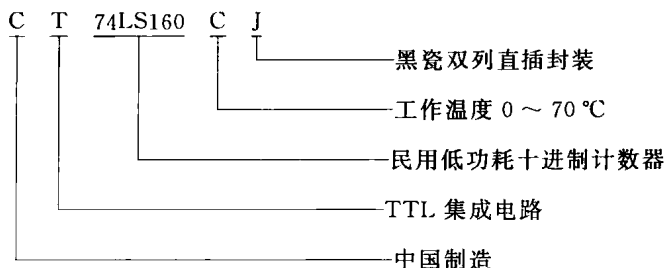 C T 74LS160 C J
黑瓷双列直插封装
工作温度 0 ~ 70 ℃
民用低功耗十进制计数器
TTL 集成电路
中国制造